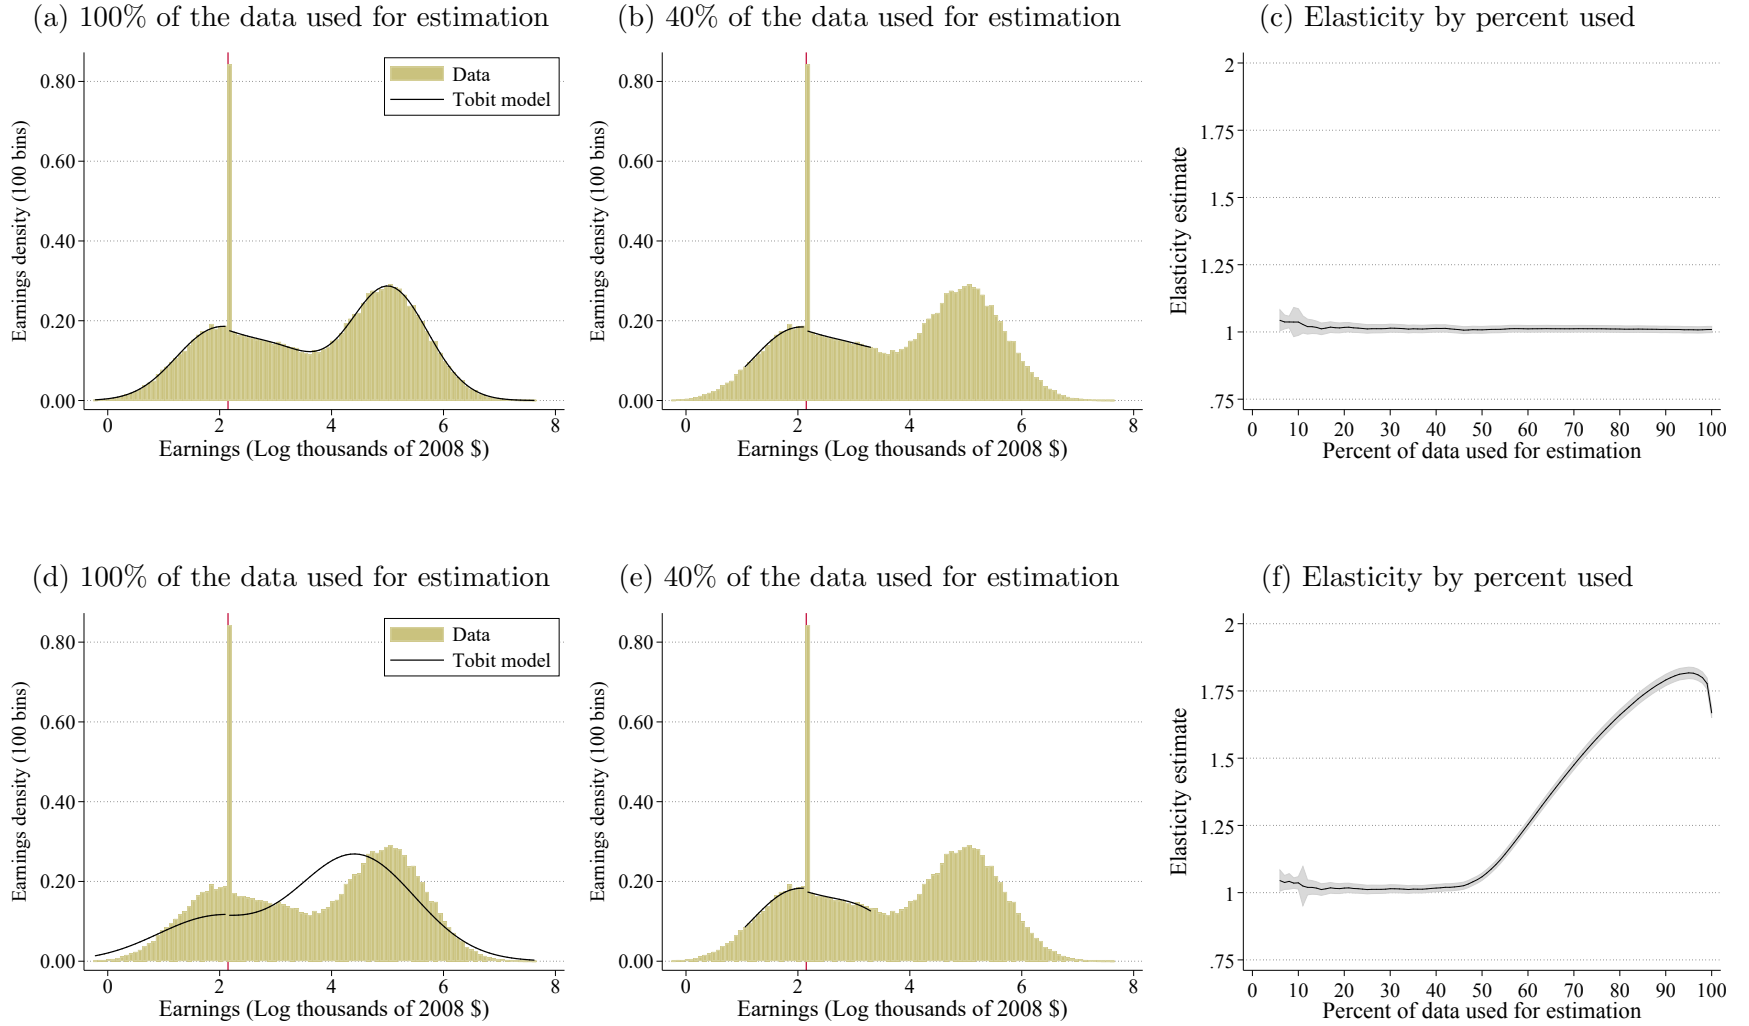 (a) 100% of the data used for estimation
0.80
0.60
0.40
0.20
0.00
Earnings density (100 bins)
Data
Tobit model
0 2 4 6 8
Earnings (Log thousands of 2008 $)
(b) 40% of the data used for estimation
0.80
0.60
0.40
0.20
0.00
Earnings density (100 bins)
0 2 4 6 8
Earnings (Log thousands of 2008 $)
(c) Elasticity by percent used
2
1.75
1.5
1.25
1
.75
Elasticity estimate
0 10 20 30 40 50 60 70 80 90 100
Percent of data used for estimation
(d) 100% of the data used for estimation
0.80
0.60
0.40
0.20
0.00
Earnings density (100 bins)
Data
Tobit model
0 2 4 6 8
Earnings (Log thousands of 2008 $)
(e) 40% of the data used for estimation
0.80
0.60
0.40
0.20
0.00
Earnings density (100 bins)
0 2 4 6 8
Earnings (Log thousands of 2008 $)
(f) Elasticity by percent used
2
1.75
1.5
1.25
1
.75
Elasticity estimate
0 10 20 30 40 50 60 70 80 90 100
Percent of data used for estimation